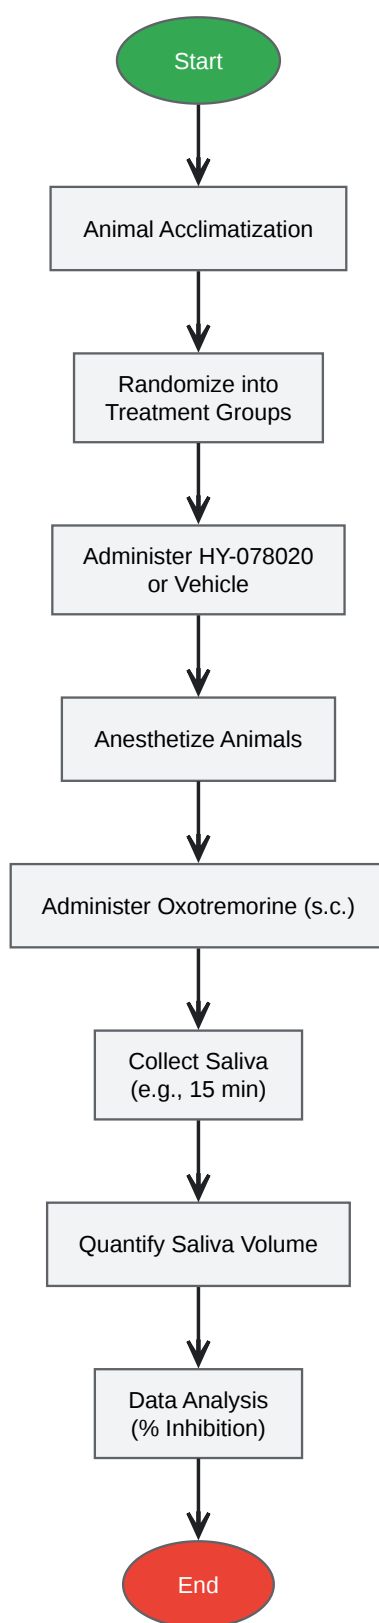 Start
Animal Acclimatization
Randomize into
Treatment Groups
Administer HY-078020
or Vehicle
Anesthetize Animals
Administer Oxotremorine (s.c.)
Collect Saliva
(e.g., 15 min)
Quantify Saliva Volume
Data Analysis
(% Inhibition)
End